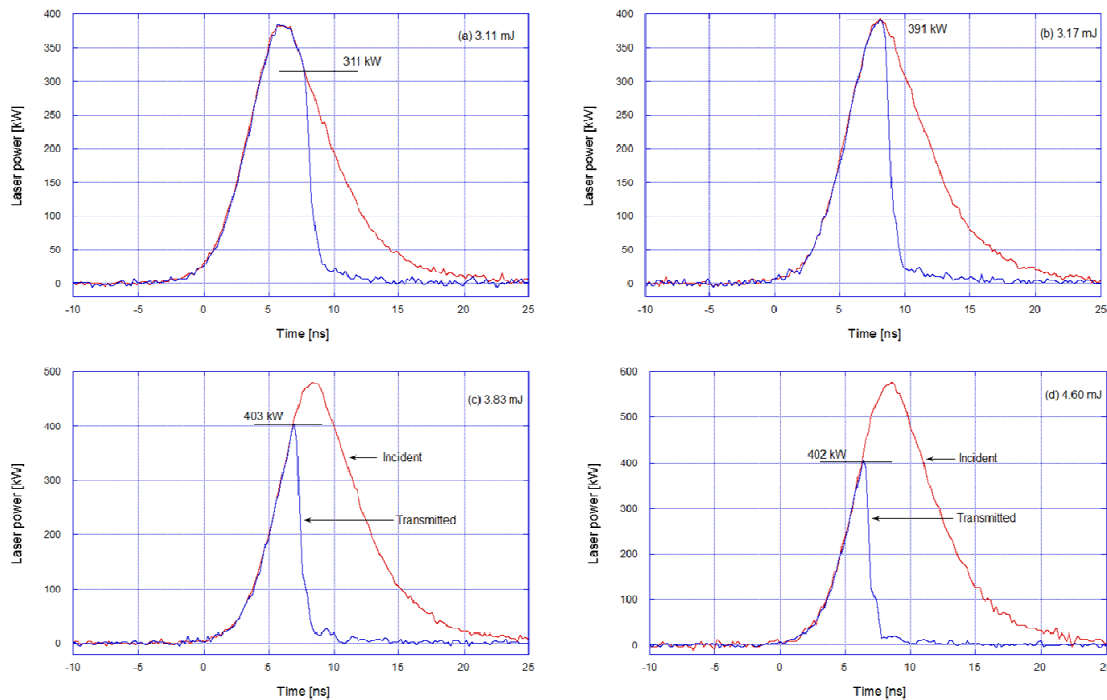 400
350
300
250
200
150
100
50
0
Laser power [kW]
(a) 3.11 mJ
311 kW
-10 -5 0 5 10 15 20 25
Time [ns]
400
350
300
250
200
150
100
50
0
Laser power [kW]
(b) 3.17 mJ
391 kW
-10 -5 0 5 10 15 20 25
Time [ns]
500
400
300
200
100
0
Laser power [kW]
(c) 3.83 mJ
403 kW
Incident
Transmitted
-10 -5 0 5 10 15 20 25
Time [ns]
600
500
400
300
200
100
0
Laser power [kW]
(d) 4.60 mJ
402 kW
Incident
Transmitted
-10 -5 0 5 10 15 20 25
Time [ns]